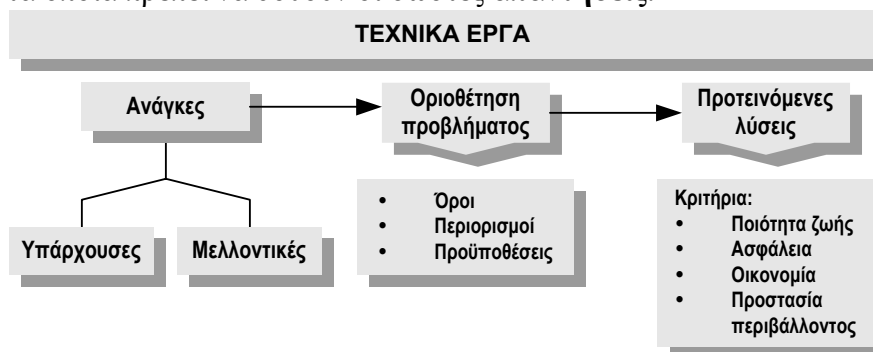 ΤΕΧΝΙΚΑ ΕΡΓΑ
Ανάγκες
Οριοθέτηση
προβλήματος
Προτεινόμενες
λύσεις
Υπάρχουσες
Μελλοντικές
• Όροι
• Περιορισμοί
• Προϋποθέσεις
Κριτήρια:
• Ποιότητα ζωής
• Ασφάλεια
• Οικονομία
• Προστασία
περιβάλλοντος